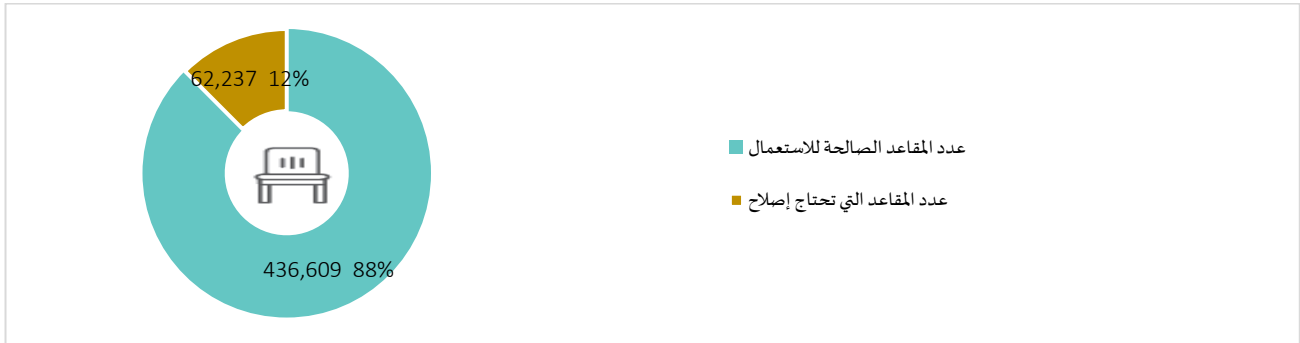 62,237 12%
عدد المقاعد الصالحة للاستعمال
عدد المقاعد التي تحتاج إصلاح
436,609 88%